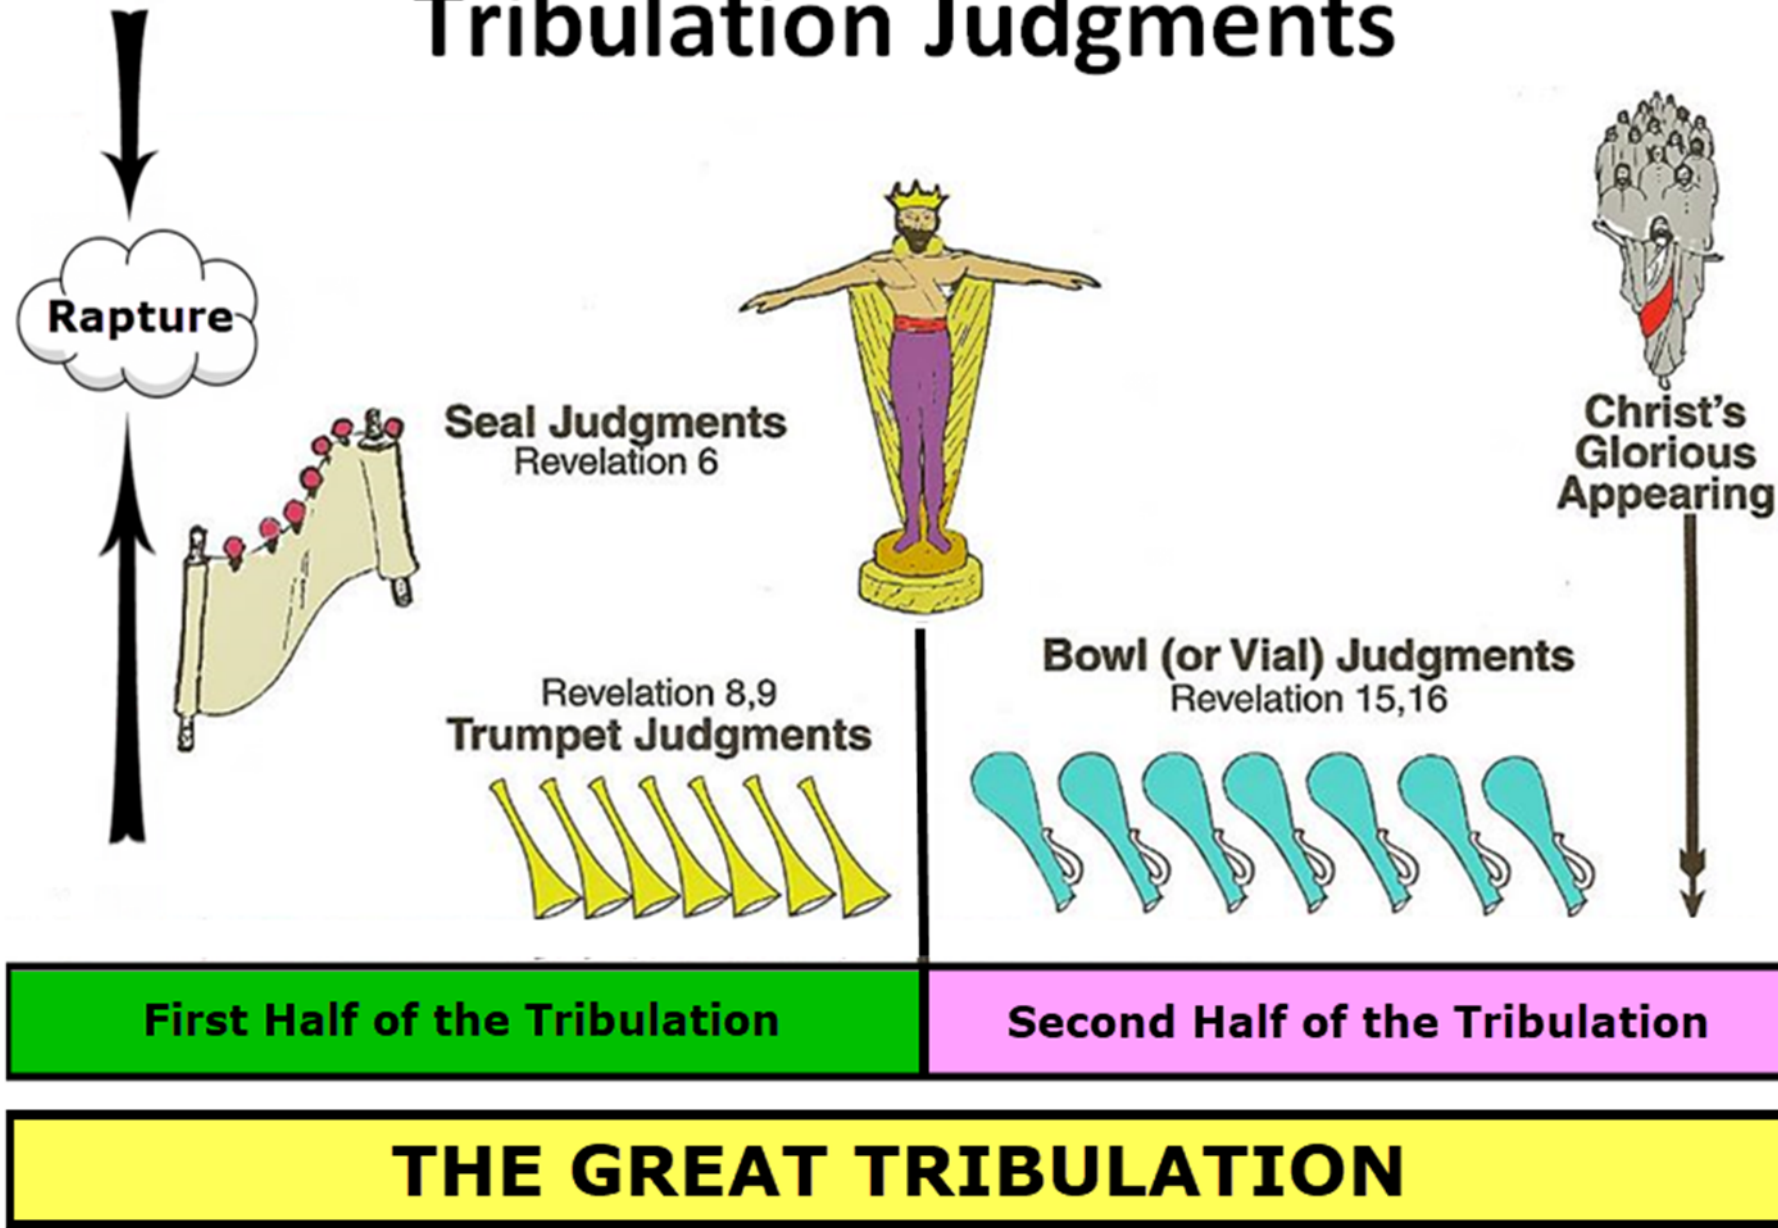 Tribulation Judgments
Rapture
Seal Judgments
Revelation 6
Christ’s
Glorious
Appearing
Revelation 8,9
Trumpet Judgments
Bowl (or Vial) Judgments
Revelation 15,16
First Half of the Tribulation
Second Half of the Tribulation
THE GREAT TRIBULATION